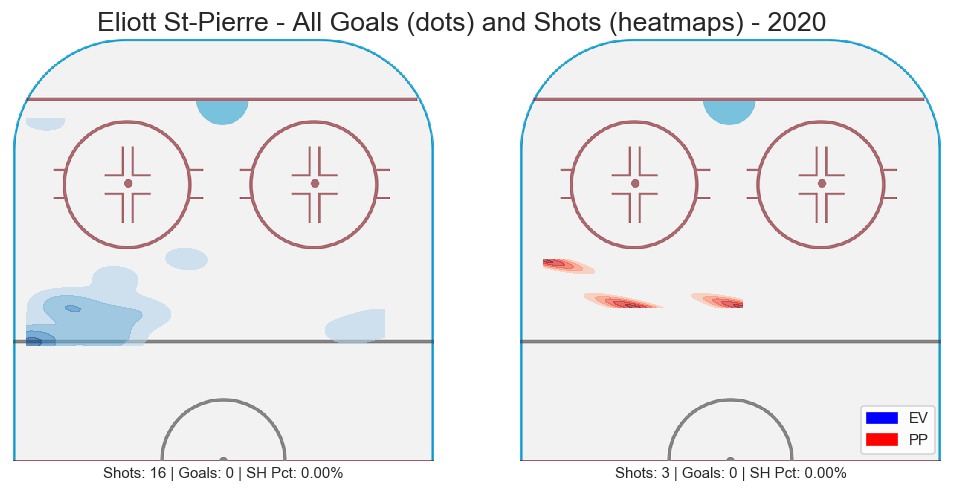 Eliott St-Pierre - All Goals (dots) and Shots (heatmaps) - 2020
EV
PP
Shots: 16 | Goals: 0 | SH Pct: 0.00%
Shots: 3 | Goals: 0 | SH Pct: 0.00%